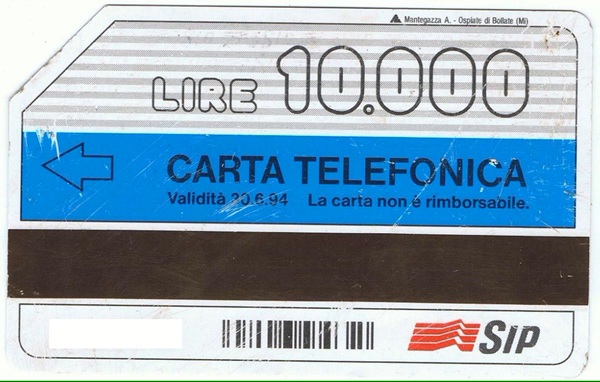 Mantegazza A. - Ospiate di Bollate (Mi)
LIRE 10.000
CARTA TELEFONICA
Validità 30.6.94 La carta non è rimborsabile.
SIP